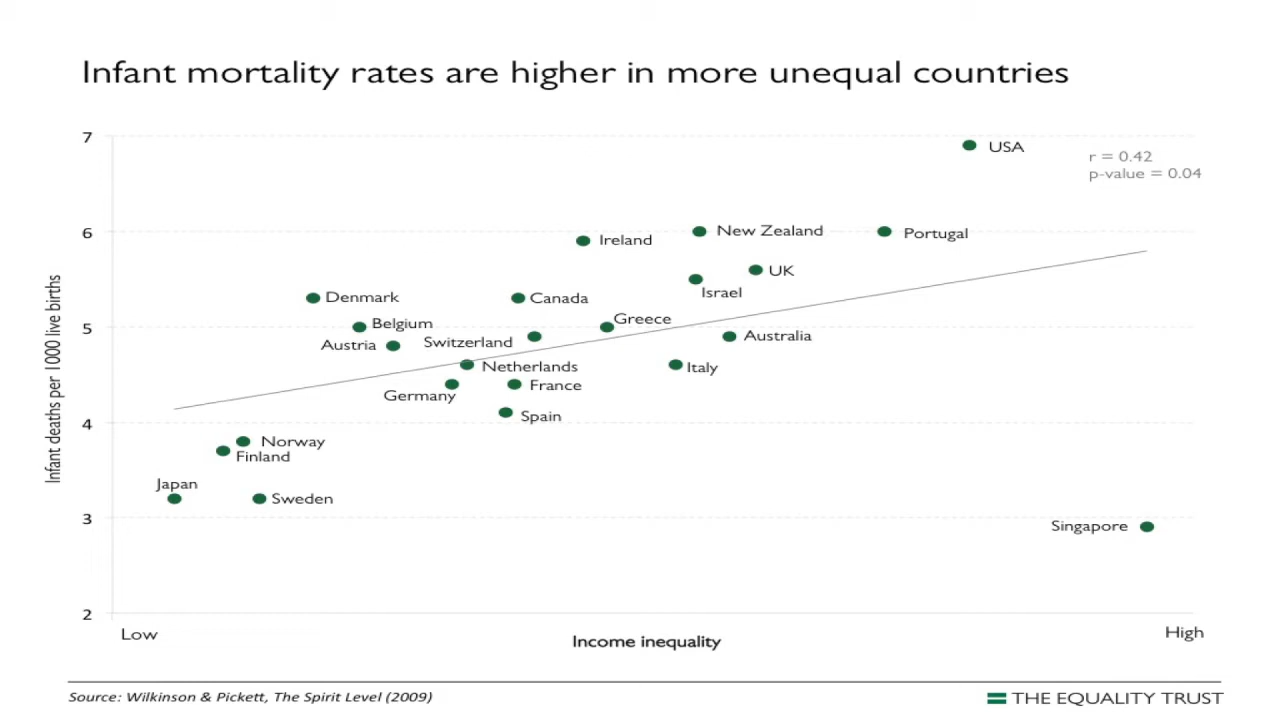 Infant mortality rates are higher in more unequal countries
7
USA
r = 0.42
p-value = 0.04
6
New Zealand
Portugal
Ireland
UK
Israel
Denmark
Canada
5
Belgium
Greece
Austria
Switzerland
Australia
Netherlands
Italy
Germany
France
Spain
4
Norway
Finland
Japan
Sweden
3
Singapore
2
Infant deaths per 1000 live births
Low
Income inequality
High
Source: Wilkinson & Pickett, The Spirit Level (2009)
THE EQUALITY TRUST